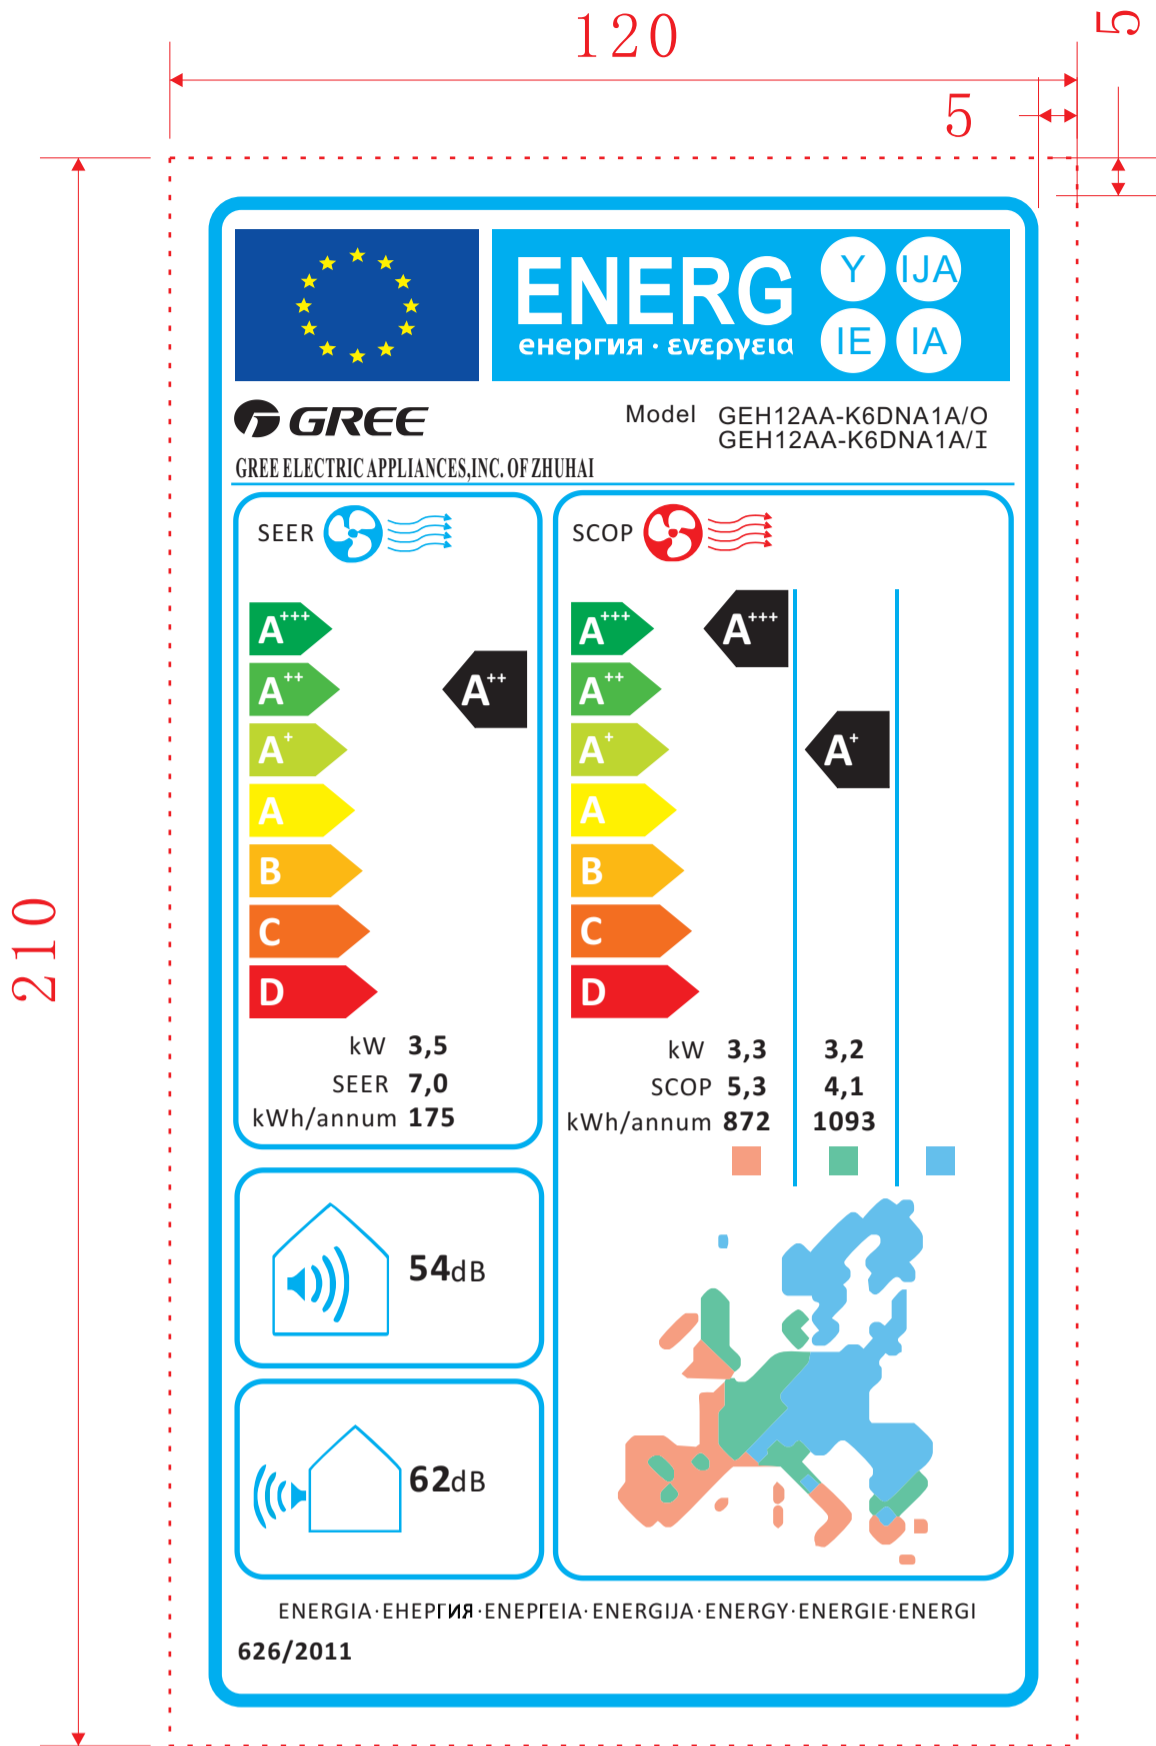 120
5
5
210
ENERG
енергия · ενεργεια
Y IJA
IE IA
GREE
Model GEH12AA-K6DNA1A/O
GEH12AA-K6DNA1A/I
GREE ELECTRIC APPLIANCES,INC. OF ZHUHAI
SEER
A+++
A++
A+
A
B
C
D
A++
kW 3,5
SEER 7,0
kWh/annum 175
SCOP
A+++
A++
A+
A
B
C
D
A+++
A+
kW 3,3 3,2
SCOP 5,3 4,1
kWh/annum 872 1093
54dB
62dB
ENERGIA·ЕНЕРГИЯ·ΕΝΕΡΓΕΙΑ·ENERGIJA·ENERGY·ENERGIE·ENERGI
626/2011